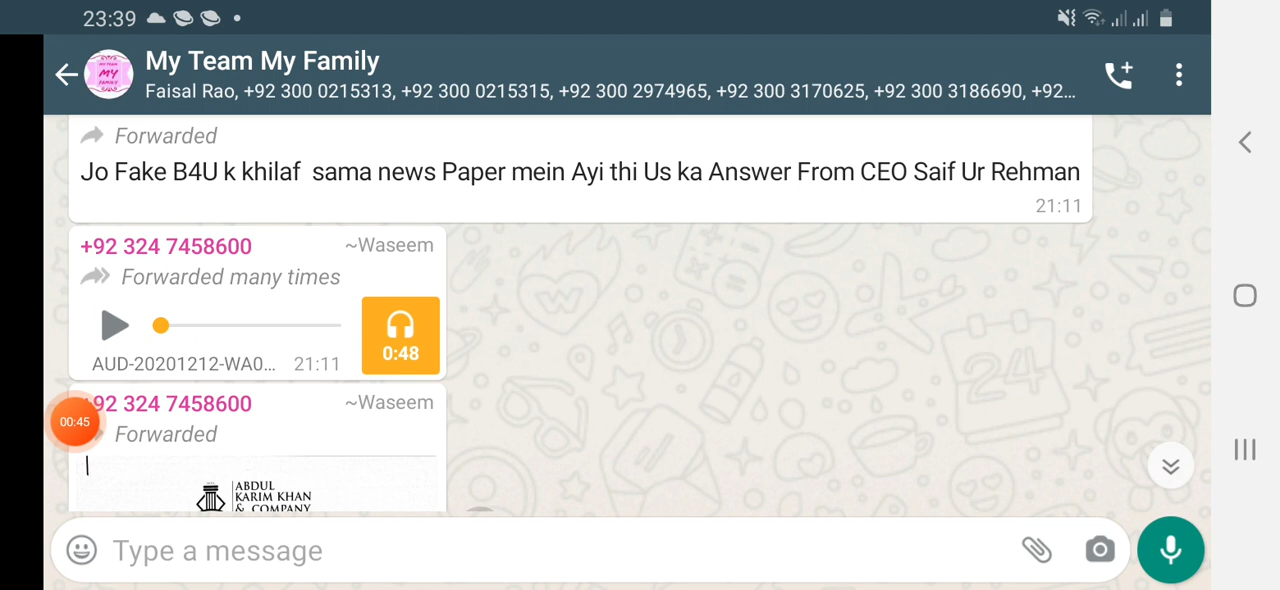 23:39
My Team My Family
Faisal Rao, +92 300 0215313, +92 300 0215315, +92 300 2974965, +92 300 3170625, +92 300 3186690, +92...
Forwarded
Jo Fake B4U k khilaf sama news Paper mein Ayi thi Us ka Answer From CEO Saif Ur Rehman
21:11
+92 324 7458600 ~Waseem
Forwarded many times
0:48
AUD-20201212-WA0... 21:11
92 324 7458600 ~Waseem
00:45
Forwarded
ABDUL
KARIM KHAN
& COMPANY
Type a message